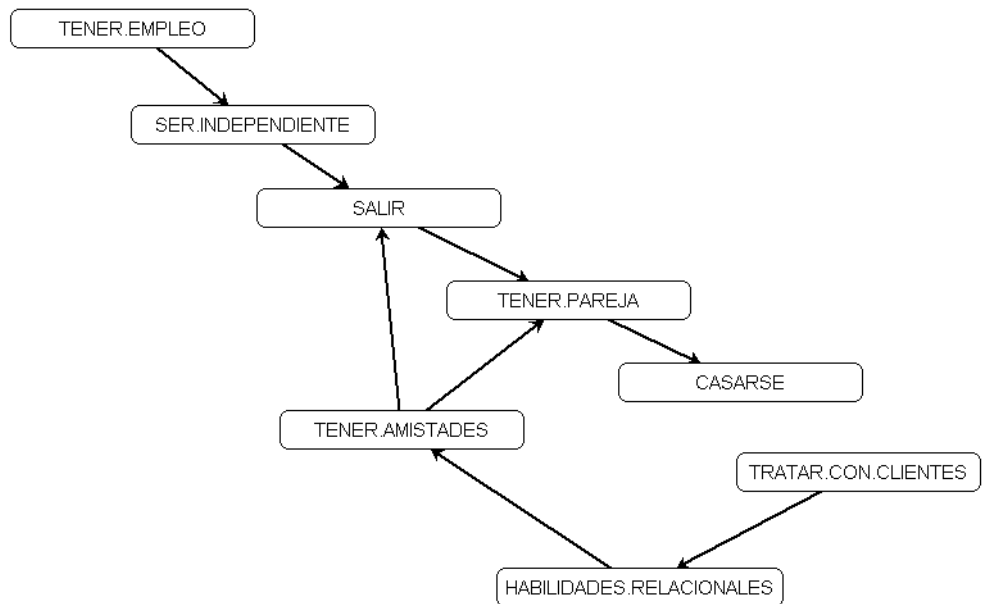 TENER.EMPLEO
SER.INDEPENDIENTE
SALIR
TENER.PAREJA
CASARSE
TENER.AMISTADES
TRATAR.CON.CLIENTES
HABILIDADES.RELACIONALES